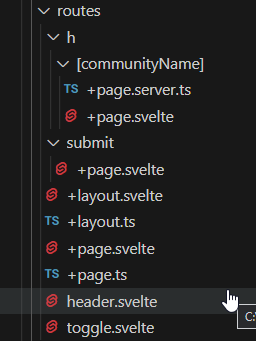 routes
h
[communityName]
TS +page.server.ts
+page.svelte
submit
+page.svelte
+layout.svelte
TS +layout.ts
+page.svelte
TS +page.ts
header.svelte
C:\
toggle.svelte